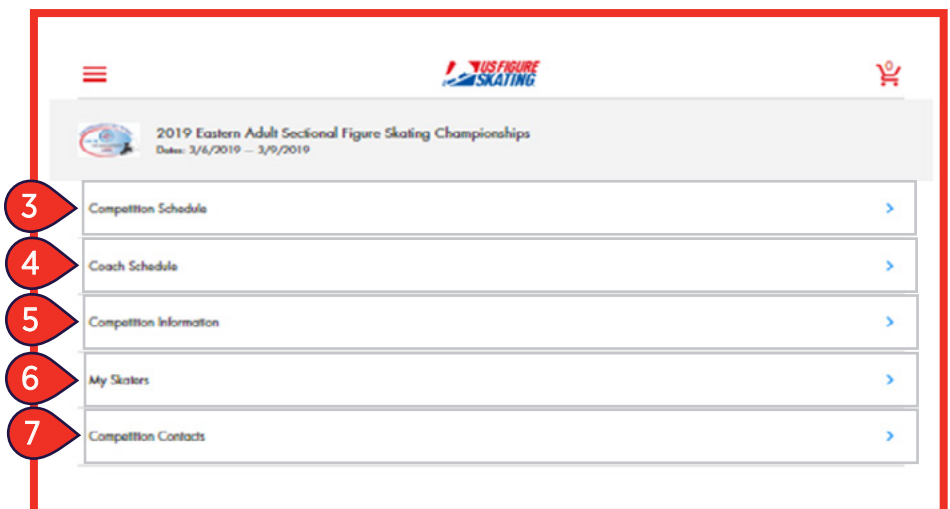 0
US FIGURE
SKATING
2019 Eastern Adult Sectional Figure Skating Championships
Dates: 3/6/2019 — 3/9/2019
3
Competition Schedule
4
Coach Schedule
5
Competition Information
6
My Skaters
7
Competition Contacts